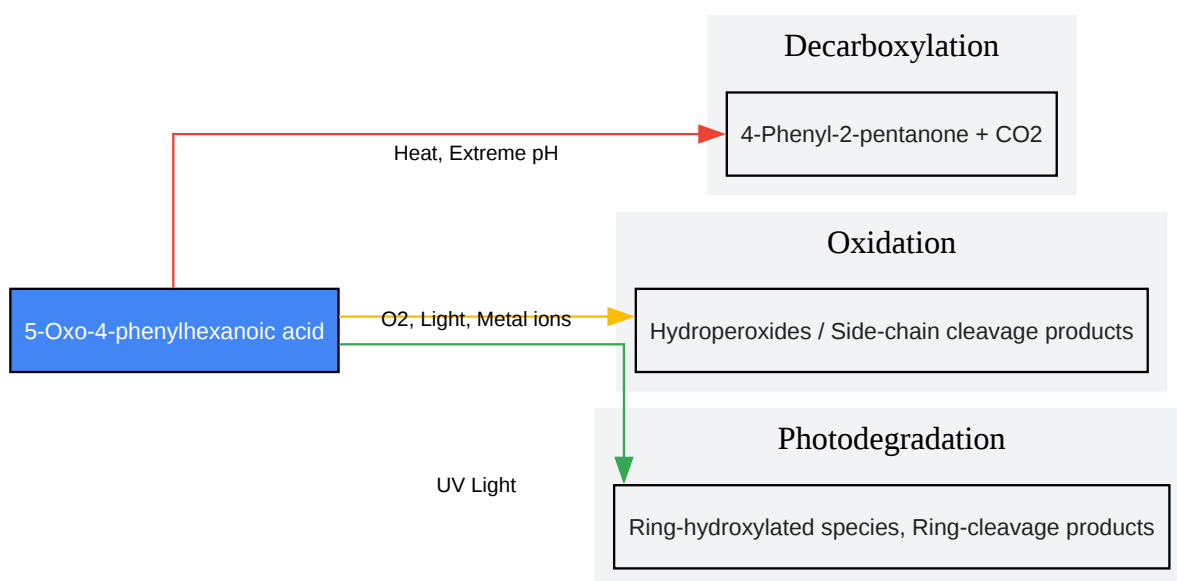 Decarboxylation
4-Phenyl-2-pentanone + CO2
Heat, Extreme pH
Oxidation
5-Oxo-4-phenylhexanoic acid
O2, Light, Metal ions
Hydroperoxides / Side-chain cleavage products
Photodegradation
UV Light
Ring-hydroxylated species, Ring-cleavage products